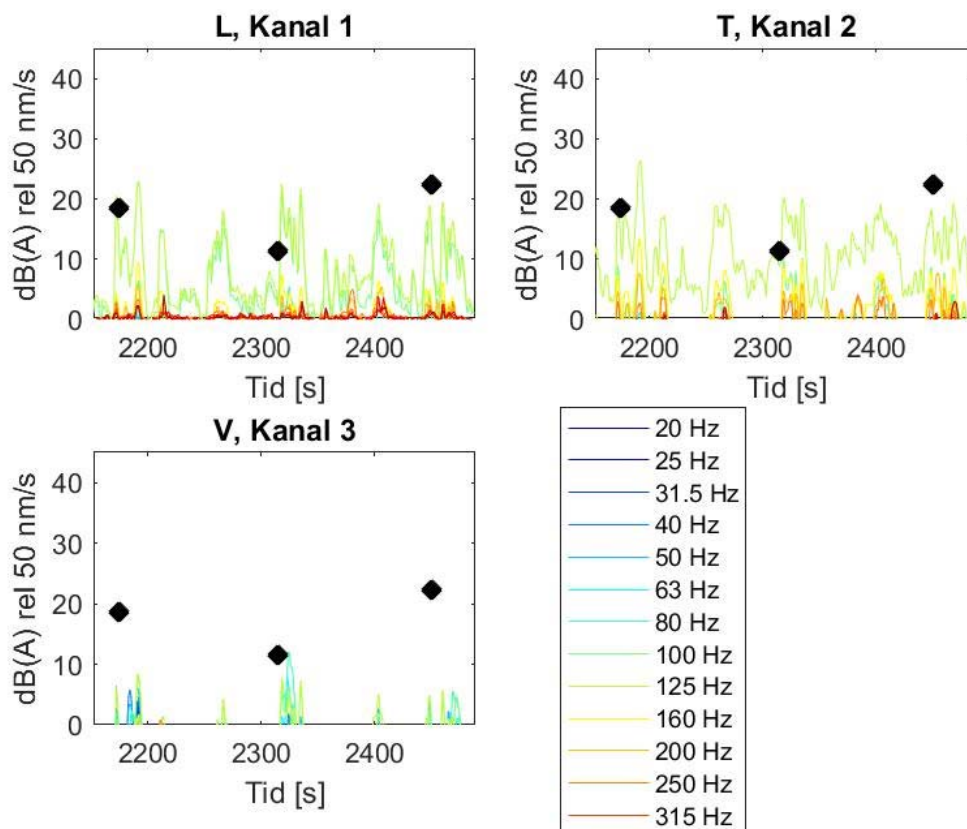 L, Kanal 1
dB(A) rel 50 nm/s
40
30
20
10
0
2200 2300 2400
Tid [s]
T, Kanal 2
dB(A) rel 50 nm/s
40
30
20
10
0
2200 2300 2400
Tid [s]
V, Kanal 3
dB(A) rel 50 nm/s
40
30
20
10
0
2200 2300 2400
Tid [s]
20 Hz
25 Hz
31.5 Hz
40 Hz
50 Hz
63 Hz
80 Hz
100 Hz
125 Hz
160 Hz
200 Hz
250 Hz
315 Hz